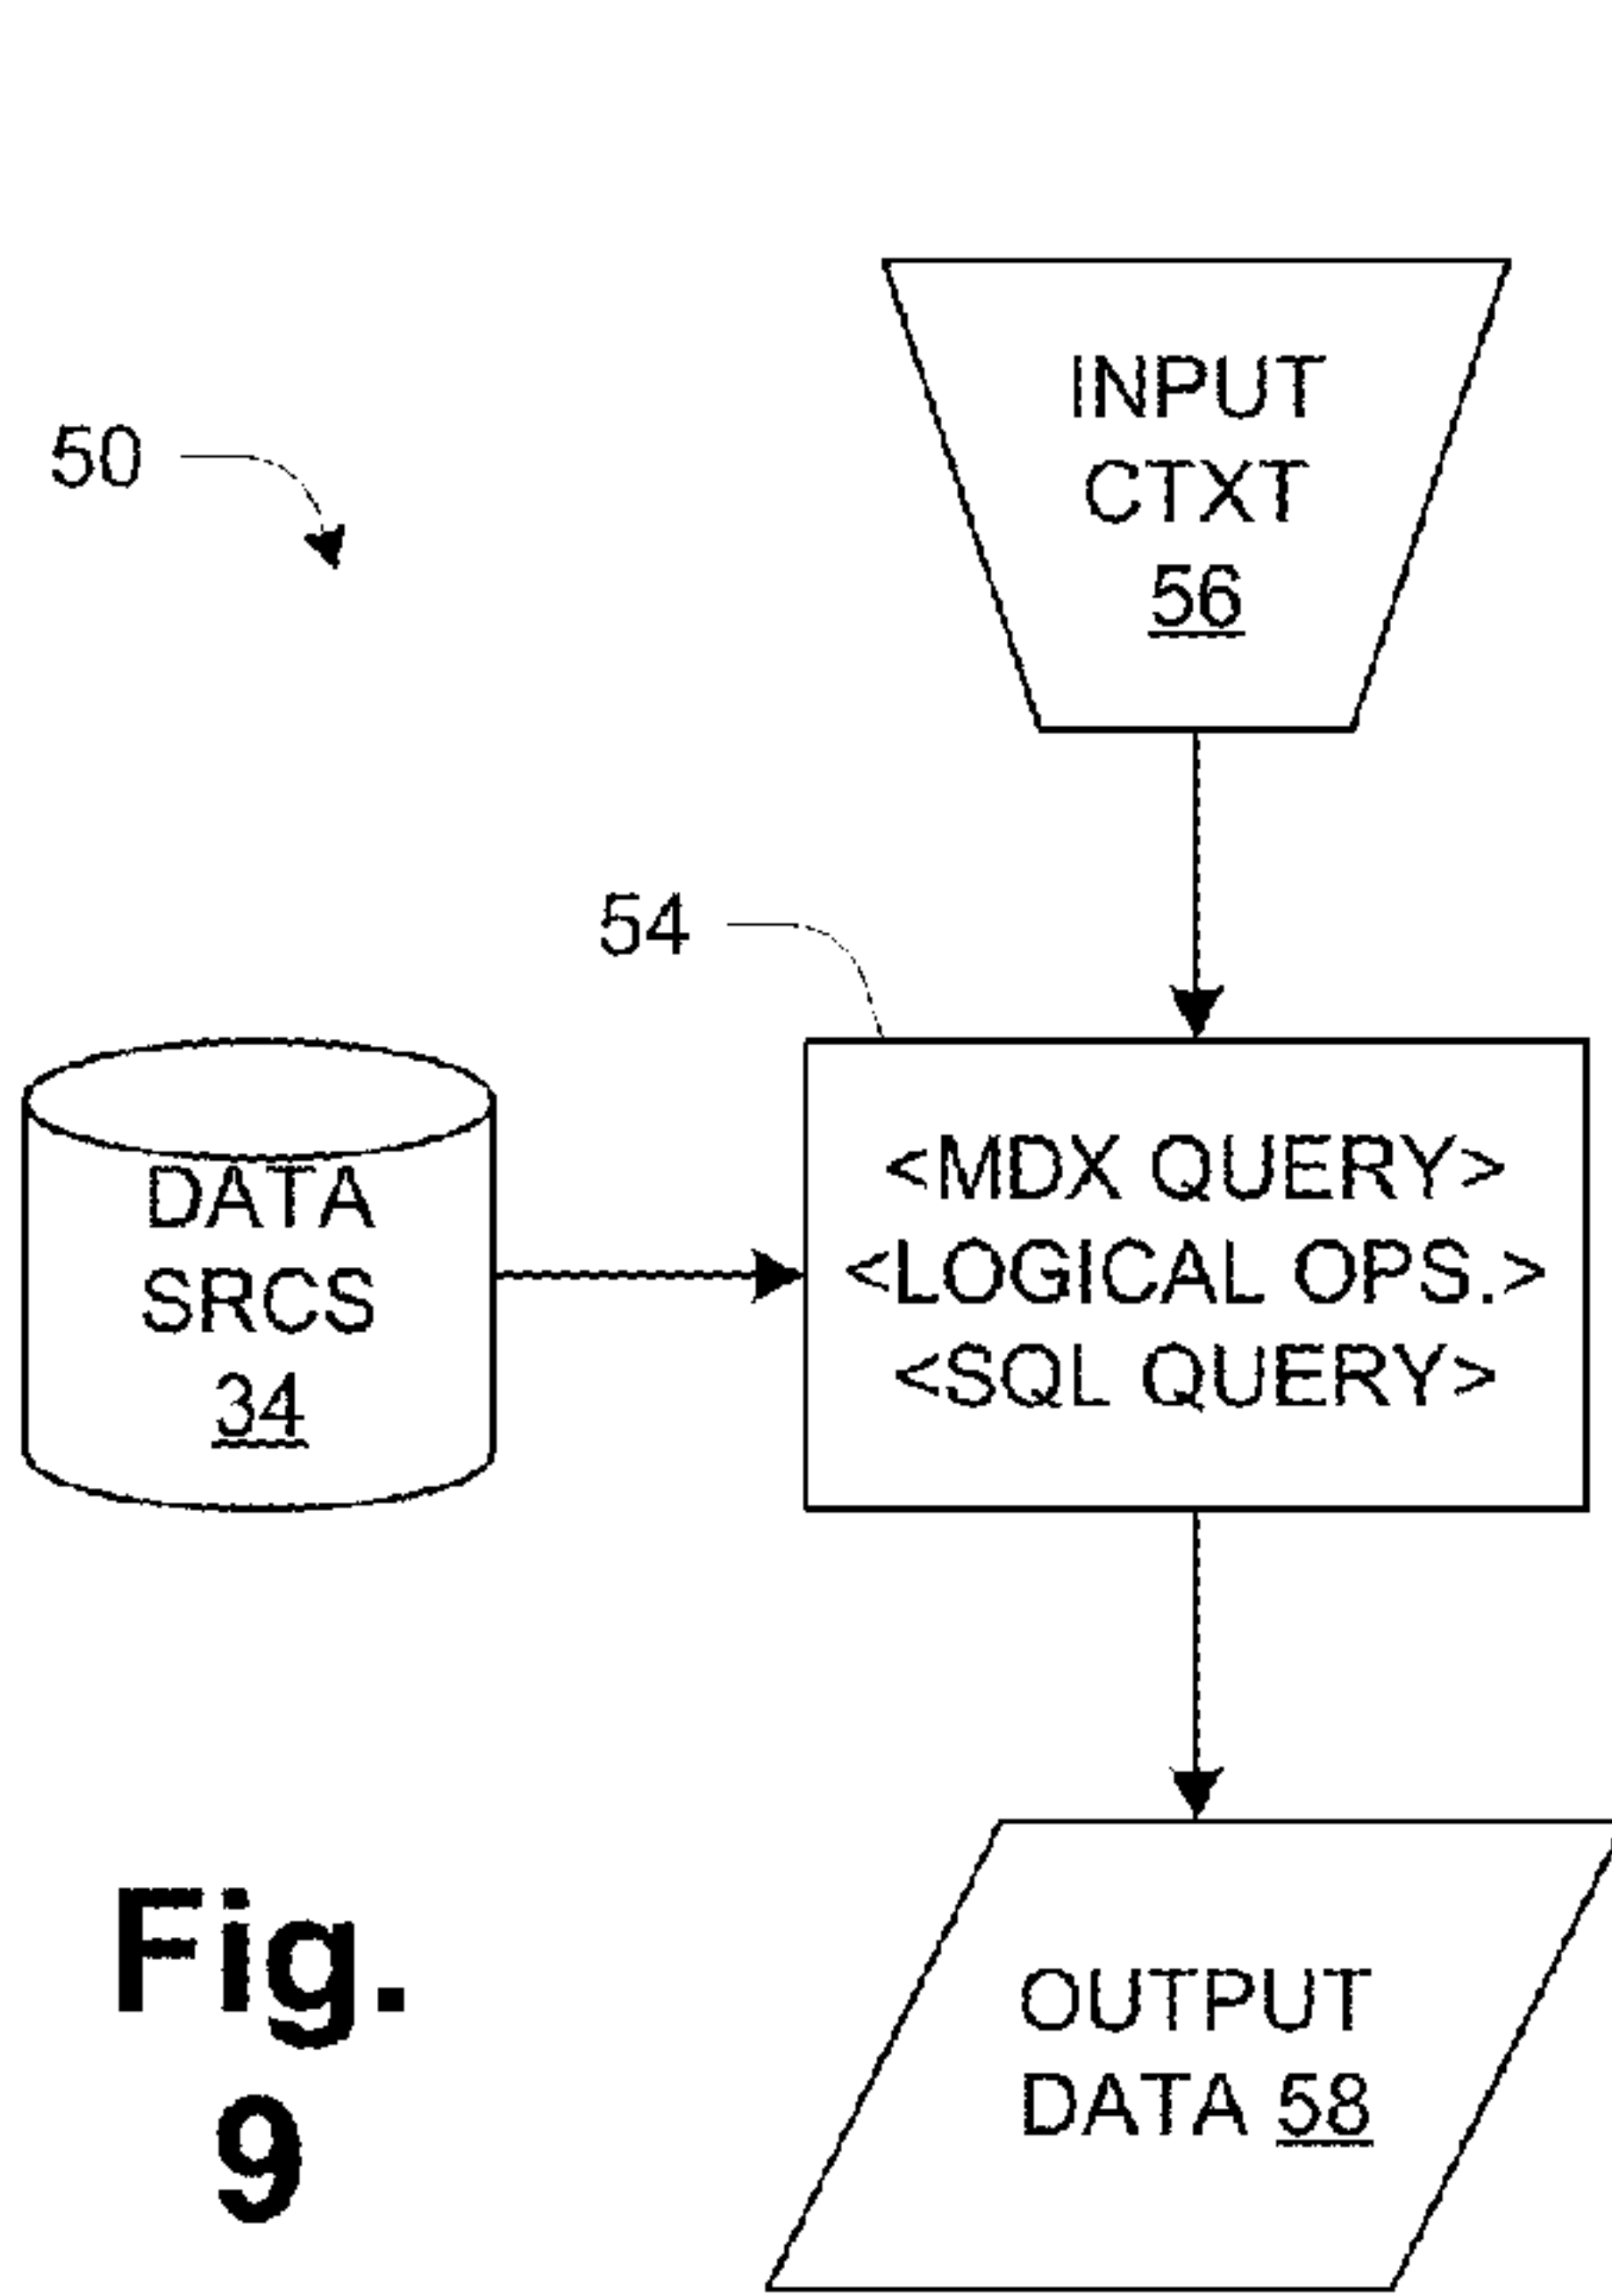 INPUT
CTXT
56
50
54
DATA
SRCS
34
<MDX QUERY>
<LOGICAL OPS.>
<SQL QUERY>
OUTPUT
DATA 58
Fig.
9